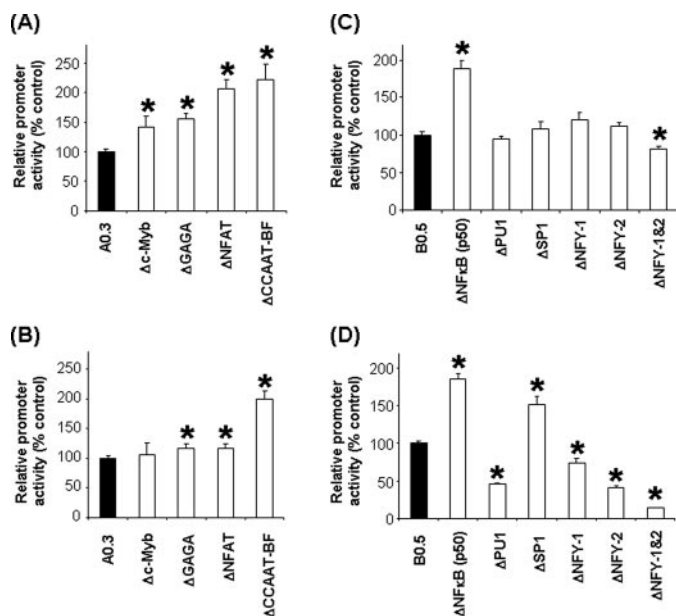 (A)
Relative promoter
activity (% control)
250
200
150
100
50
0
*
*
*
*
A0.3
Δc-Myb
ΔGAGA
ΔNFAT
ΔCCAAT-BF
(C)
Relative promoter
activity (% control)
200
150
100
50
0
*
*
B0.5
ΔNFκB (p50)
ΔPU1
ΔSP1
ΔNFY-1
ΔNFY-2
ΔNFY-1&2
(B)
Relative promoter
activity (% control)
250
200
150
100
50
0
*
*
*
A0.3
Δc-Myb
ΔGAGA
ΔNFAT
ΔCCAAT-BF
(D)
Relative promoter
activity (% control)
200
150
100
50
0
*
*
*
*
*
*
B0.5
ΔNFκB (p50)
ΔPU1
ΔSP1
ΔNFY-1
ΔNFY-2
ΔNFY-1&2